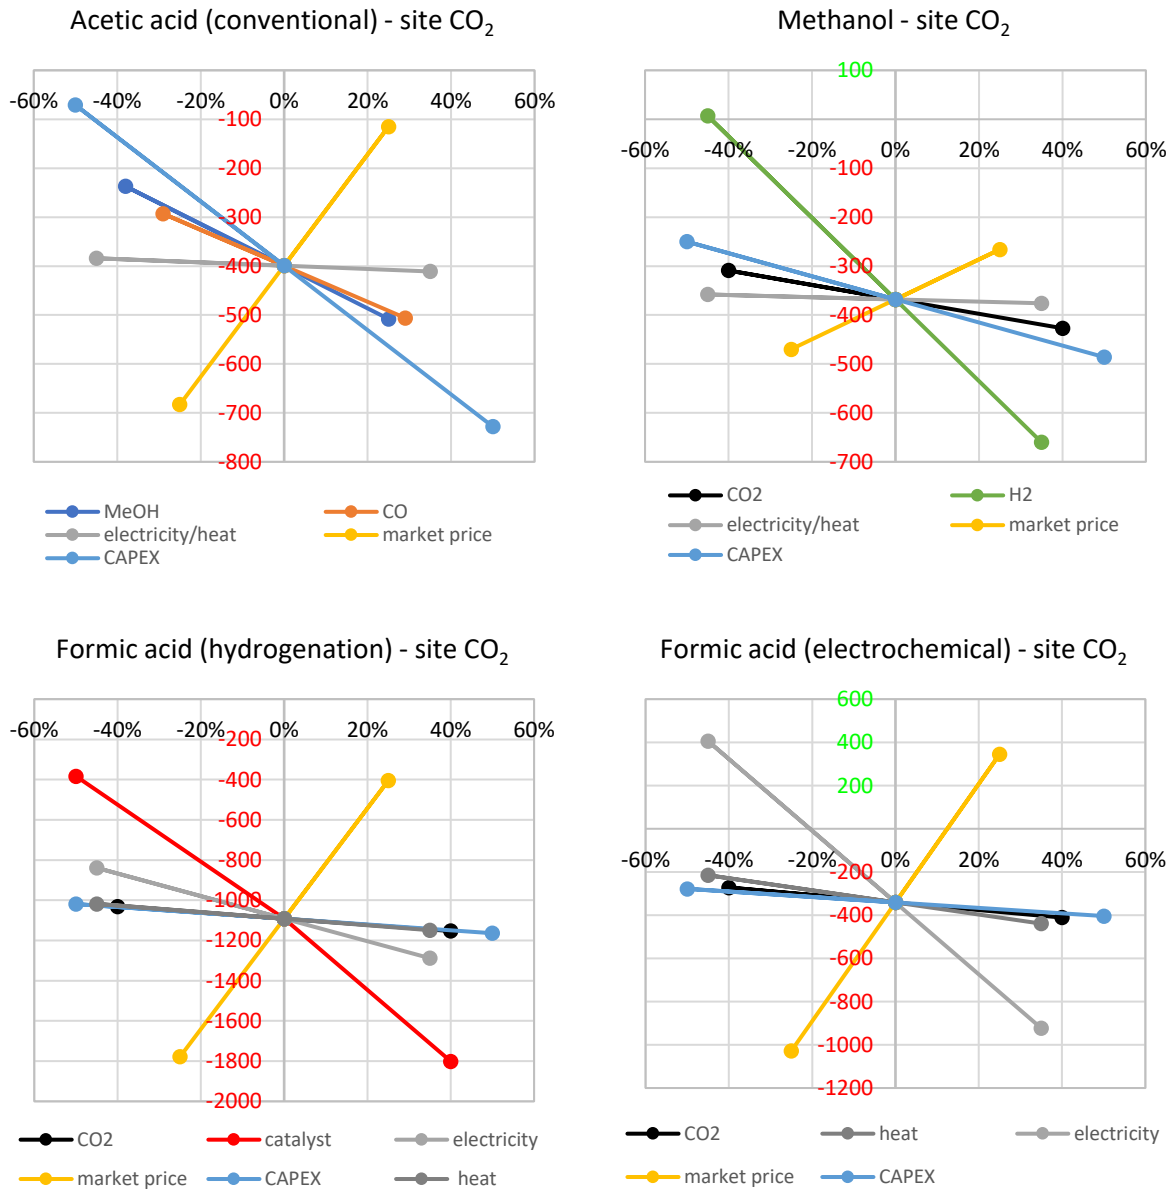 Acetic acid (conventional) - site CO₂
-60% -40% -20% 0% 20% 40% 60%
-100
-200
-300
-400
-500
-600
-700
-800
MeOH CO
electricity/heat market price
CAPEX
Methanol - site CO₂
100
-60% -40% -20% 0% 20% 40% 60%
-100
-200
-300
-400
-500
-600
-700
CO2 H2
electricity/heat market price
CAPEX
Formic acid (hydrogenation) - site CO₂
-60% -40% -20% 0% 20% 40% 60%
-200
-400
-600
-800
-1000
-1200
-1400
-1600
-1800
-2000
CO2 catalyst electricity
market price CAPEX heat
Formic acid (electrochemical) - site CO₂
600
400
200
-60% -40% -20% 0% 20% 40% 60%
-200
-400
-600
-800
-1000
-1200
CO2 heat electricity
market price CAPEX